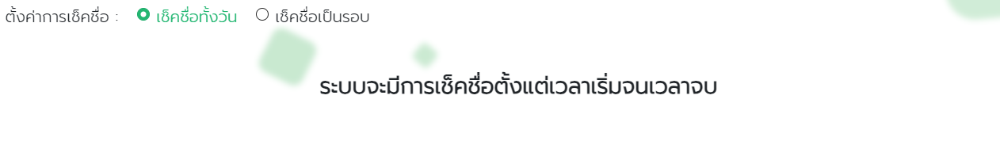 ตั้งค่าการเช็คชื่อ : เช็คชื่อทั้งวัน เช็คชื่อเป็นรอบ
ระบบจะมีการเช็คชื่อตั้งแต่เวลาเริ่มจนเวลาจบ